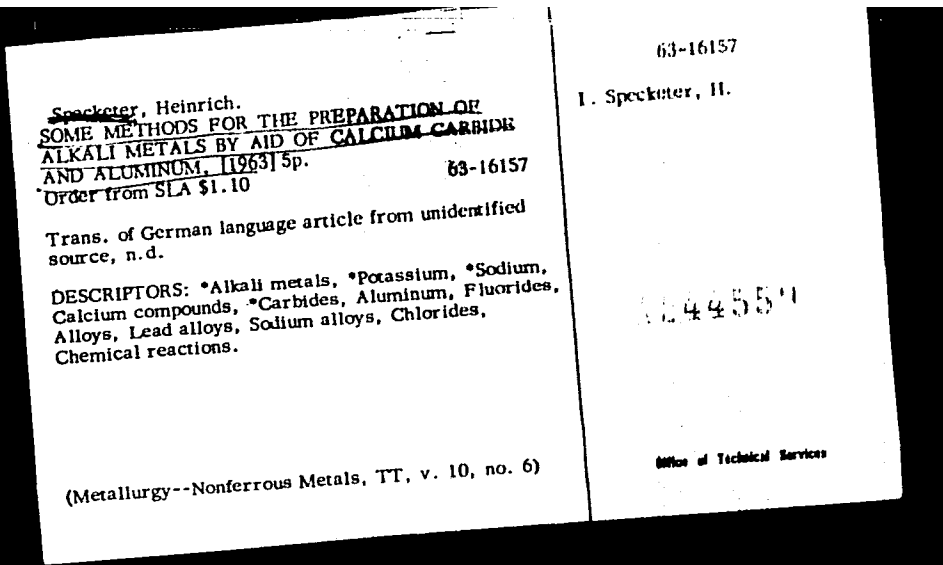 Specketer, Heinrich.
SOME METHODS FOR THE PREPARATION OF
ALKALI METALS BY AID OF CALCIUM CARBIDE
AND ALUMINUM, [1963] 5p.
Order from SLA $1.10 63-16157
Trans. of German language article from unidentified
source, n.d.
DESCRIPTORS: *Alkali metals, *Potassium, *Sodium,
Calcium compounds, *Carbides, Aluminum, Fluorides,
Alloys, Lead alloys, Sodium alloys, Chlorides,
Chemical reactions.
(Metallurgy--Nonferrous Metals, TT, v. 10, no. 6)
63-16157
I. Specketer, H.
Office of Technical Services